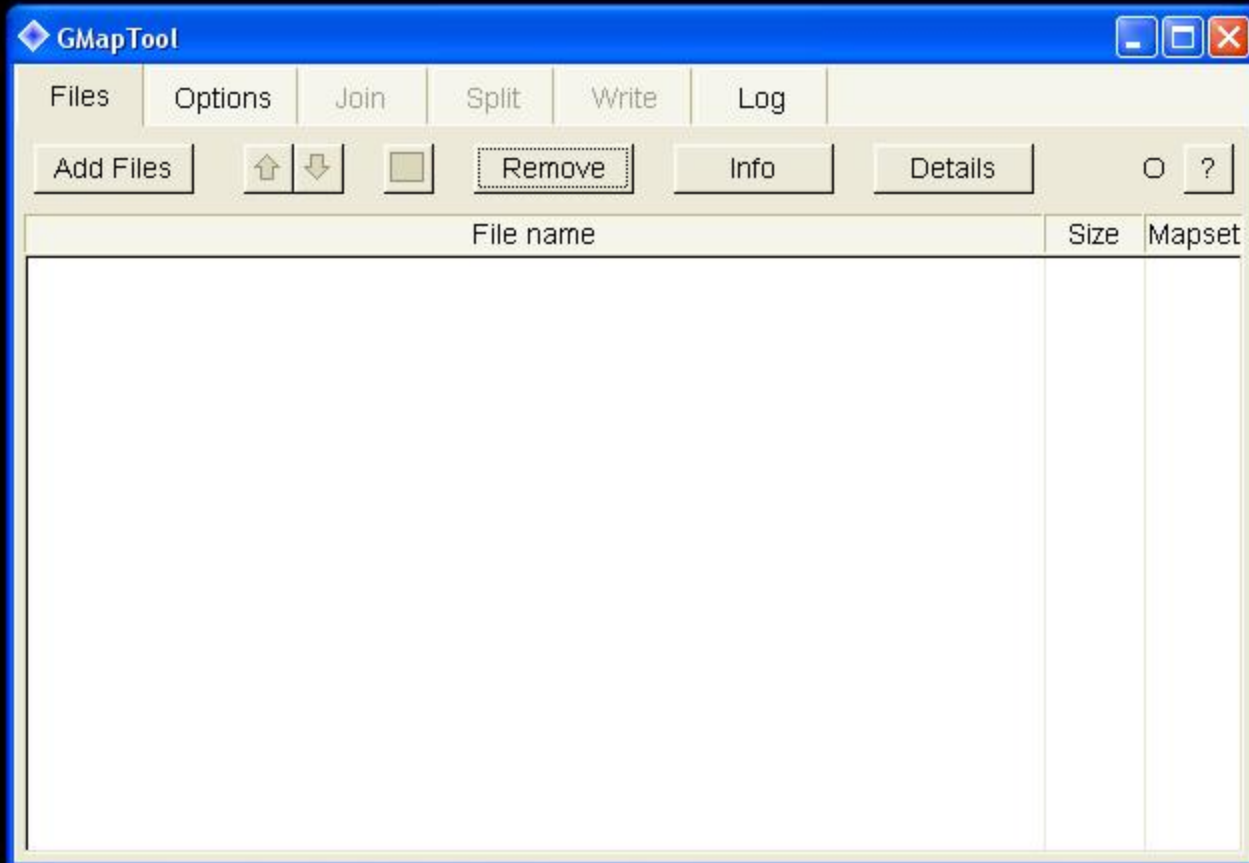 GMapTool
Files Options Join Split Write Log
Add Files Remove Info Details O ?
File name Size Mapset